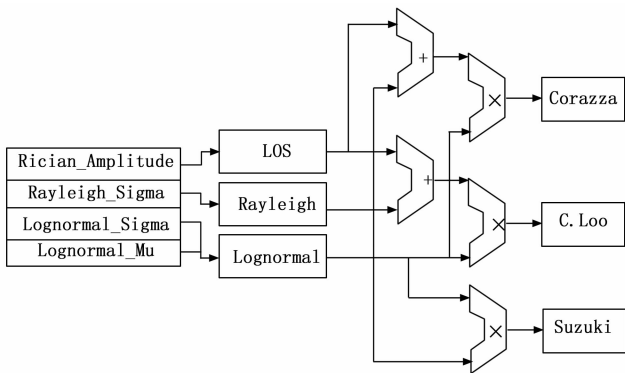 Rician_Amplitude
Rayleigh_Sigma
Lognormal_Sigma
Lognormal_Mu
LOS
Rayleigh
Lognormal
+
+
×
×
×
Corazza
C.Loo
Suzuki